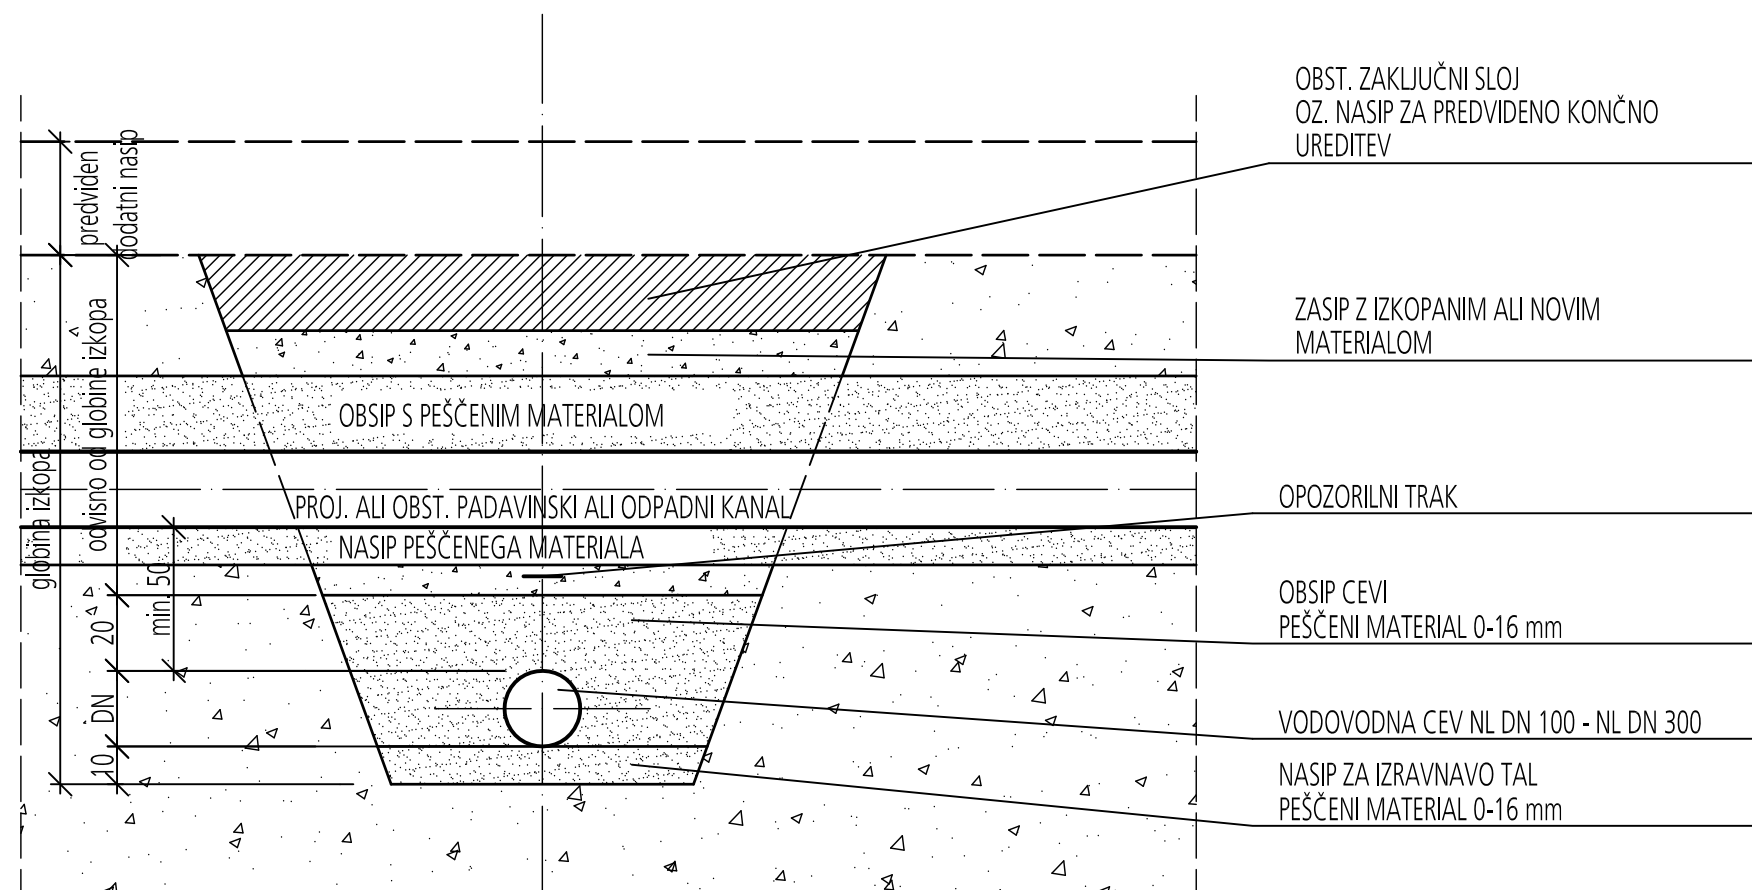 OBST. ZAKLJUČNI SLOJ
OZ. NASIP ZA PREDVIDENO KONČNO
UREDITEV
predviden
dodatni nasip
ZASIP Z IZKOPANIM ALI NOVIM
MATERIALOM
odvisno od globine izkopa
globina izkopa
OBSIP S PEŠČENIM MATERIALOM
PROJ. ALI OBST. PADAVINSKI ALI ODPADNI KANAL
NASIP PEŠČENEGA MATERIALA
OPOZORILNI TRAK
min. 50
20
DN
10
OBSIP CEVI
PEŠČENI MATERIAL 0-16 mm
VODOVODNA CEV NL DN 100 - NL DN 300
NASIP ZA IZRAVNAVO TAL
PEŠČENI MATERIAL 0-16 mm